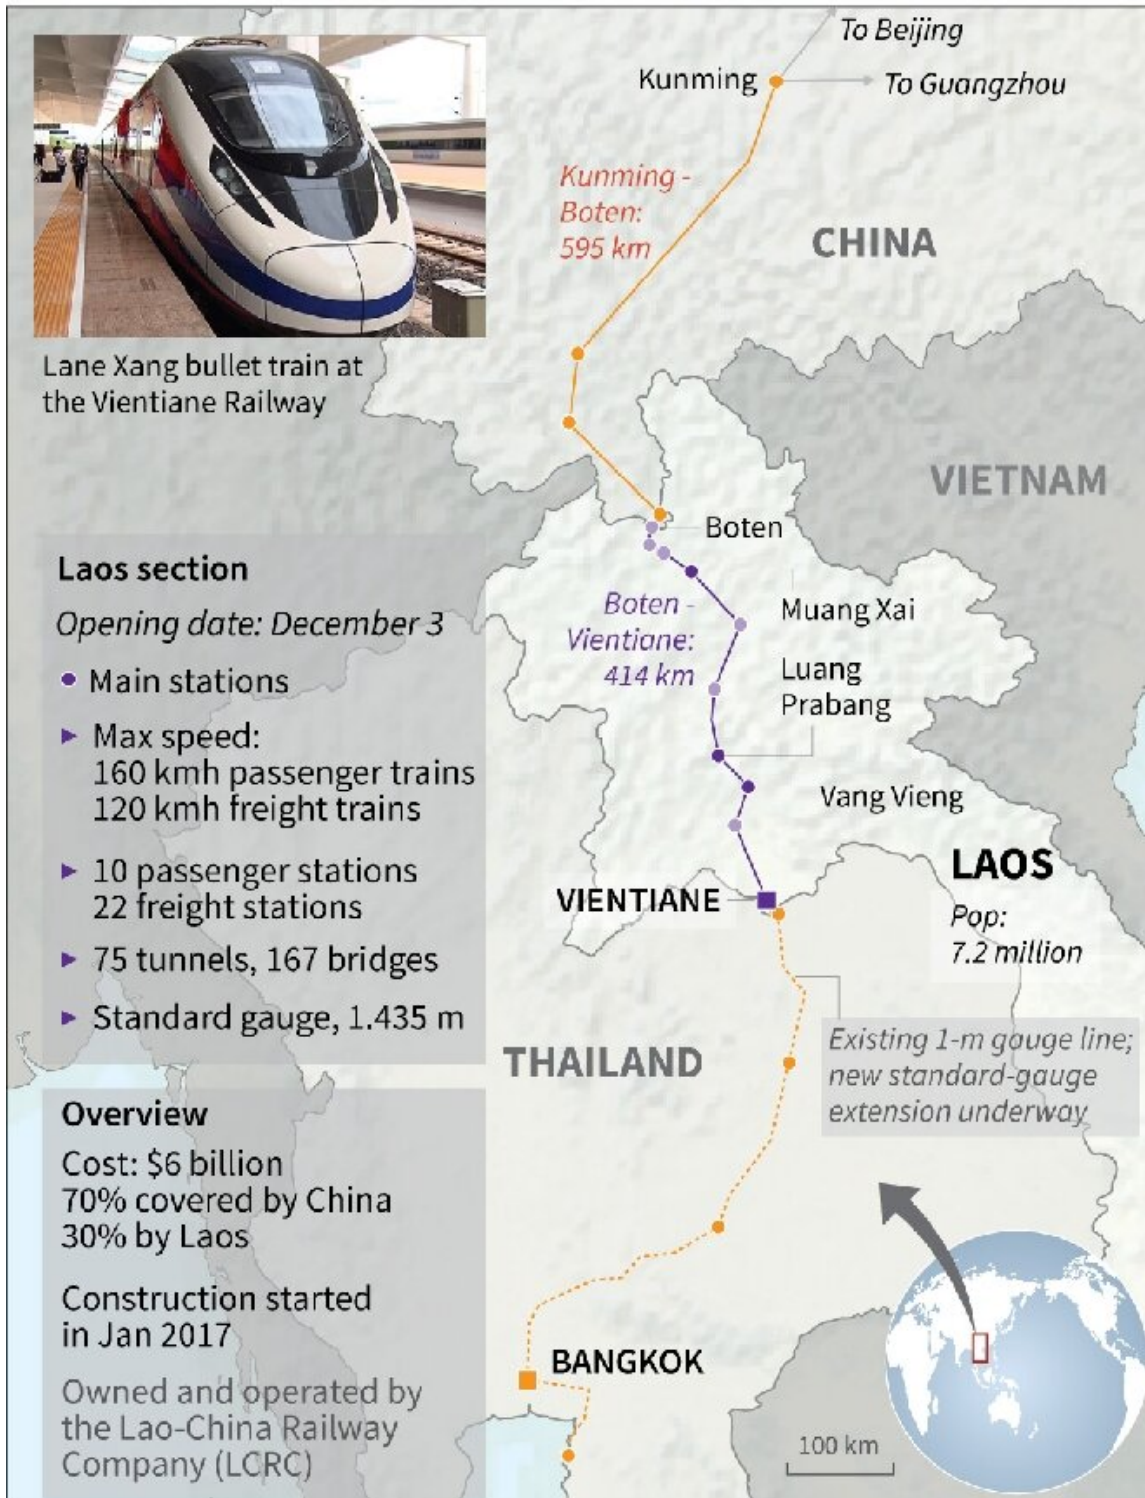 To Beijing
Kunming
To Guangzhou
Kunming -
Boten:
595 km
CHINA
Lane Xang bullet train at
the Vientiane Railway
VIETNAM
Boten
Laos section
Opening date: December 3
Main stations
Max speed:
160 kmh passenger trains
120 kmh freight trains
10 passenger stations
22 freight stations
75 tunnels, 167 bridges
Standard gauge, 1.435 m
Boten -
Vientiane:
414 km
Muang Xai
Luang
Prabang
Vang Vieng
VIENTIANE
LAOS
Pop:
7.2 million
THAILAND
Existing 1-m gauge line;
new standard-gauge
extension underway
Overview
Cost: $6 billion
70% covered by China
30% by Laos
Construction started
in Jan 2017
Owned and operated by
the Lao-China Railway
Company (LCRC)
BANGKOK
100 km